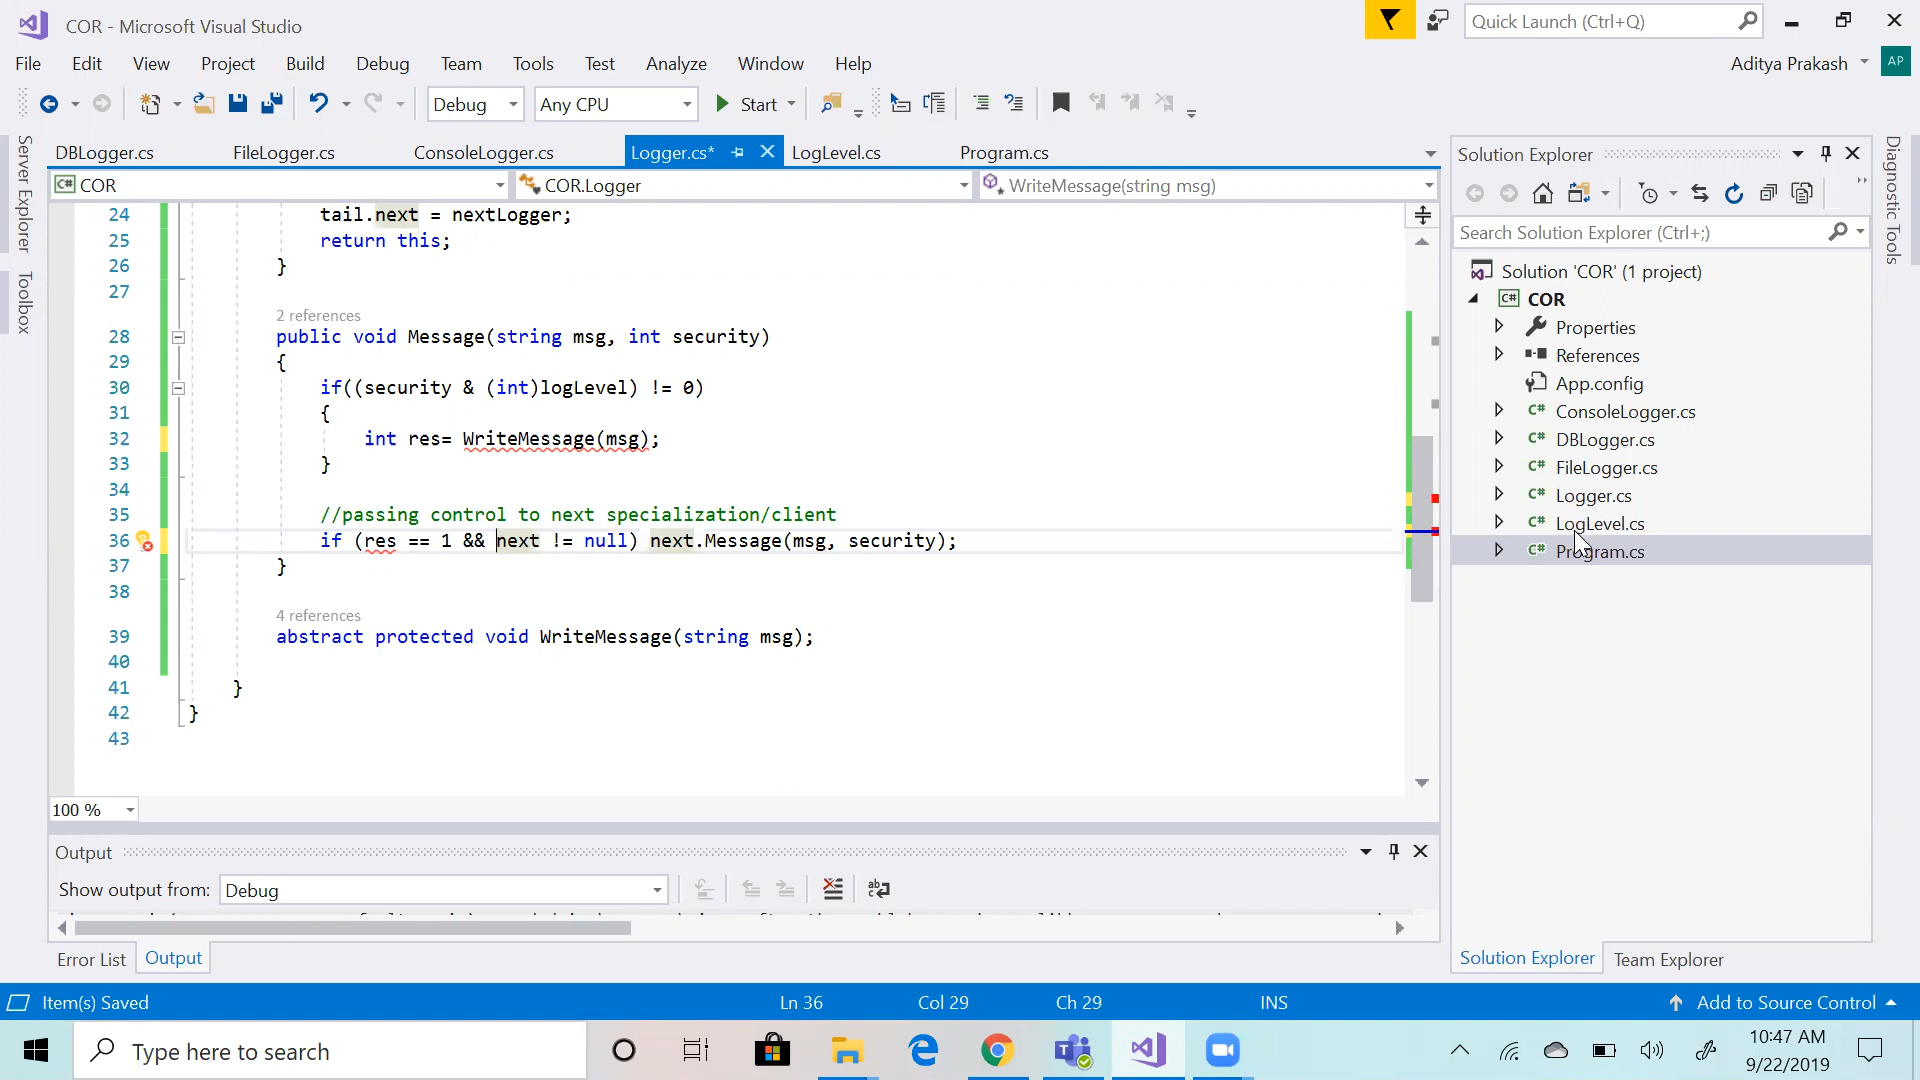 COR - Microsoft Visual Studio
Quick Launch (Ctrl+Q)
File Edit View Project Build Debug Team Tools Test Analyze Window Help
Aditya Prakash AP
Debug Any CPU Start
Server Explorer
Toolbox
DBLogger.cs FileLogger.cs ConsoleLogger.cs Logger.cs* LogLevel.cs Program.cs
C# COR COR.Logger WriteMessage(string msg)
24 tail.next = nextLogger;
25 return this;
26 }
27
2 references
28 public void Message(string msg, int security)
29 {
30 if((security & (int)logLevel) != 0)
31 {
32 int res= WriteMessage(msg);
33 }
34
35 //passing control to next specialization/client
36 if (res == 1 && next != null) next.Message(msg, security);
37 }
38
4 references
39 abstract protected void WriteMessage(string msg);
40
41 }
42 }
43
100 %
Output
Show output from: Debug
Error List Output
Solution Explorer
Search Solution Explorer (Ctrl+;)
Solution 'COR' (1 project)
C# COR
Properties
References
App.config
C# ConsoleLogger.cs
C# DBLogger.cs
C# FileLogger.cs
C# Logger.cs
C# LogLevel.cs
C# Program.cs
Solution Explorer Team Explorer
Diagnostic Tools
Item(s) Saved Ln 36 Col 29 Ch 29 INS Add to Source Control
Type here to search
10:47 AM
9/22/2019